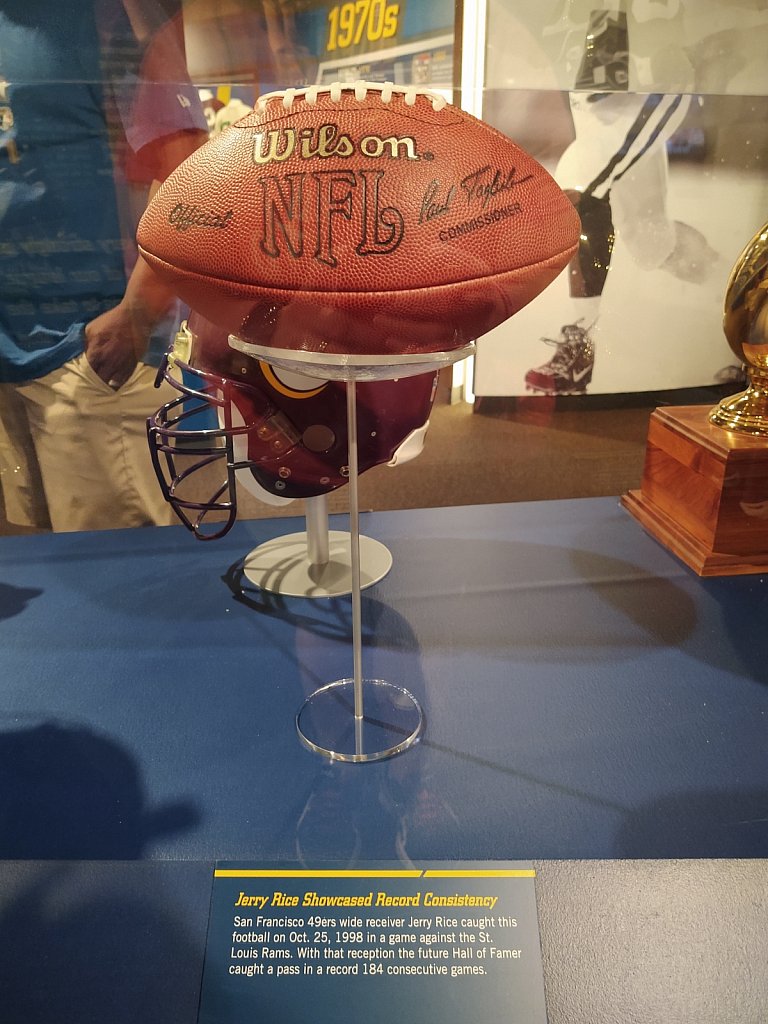 1970s
Wilson
Official
NFL
Paul Tagliabue
COMMISSIONER
Jerry Rice Showcased Record Consistency
San Francisco 49ers wide receiver Jerry Rice caught this
football on Oct. 25, 1998 in a game against the St.
Louis Rams. With that reception the future Hall of Famer
caught a pass in a record 184 consecutive games.